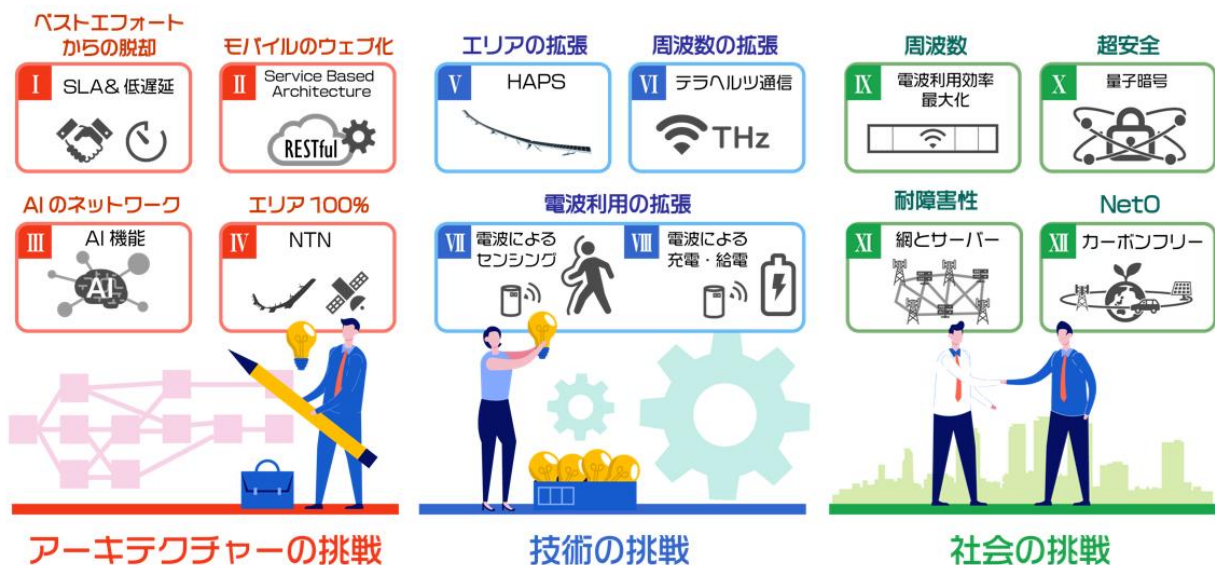 ベストエフォート
からの脱却
I
SLA& 低遅延
モバイルのウェブ化
II
Service Based
Architecture
RESTful
AIのネットワーク
III
AI 機能
AI
エリア 100%
IV
NTN
アーキテクチャーの挑戦
エリアの拡張
V
HAPS
周波数の拡張
VI
テラヘルツ通信
THz
電波利用の拡張
VII
電波による
センシング
VIII
電波による
充電・給電
技術の挑戦
周波数
IX
電波利用効率
最大化
超安全
X
量子暗号
耐障害性
XI
網とサーバー
Net0
XII
カーボンフリー
社会の挑戦